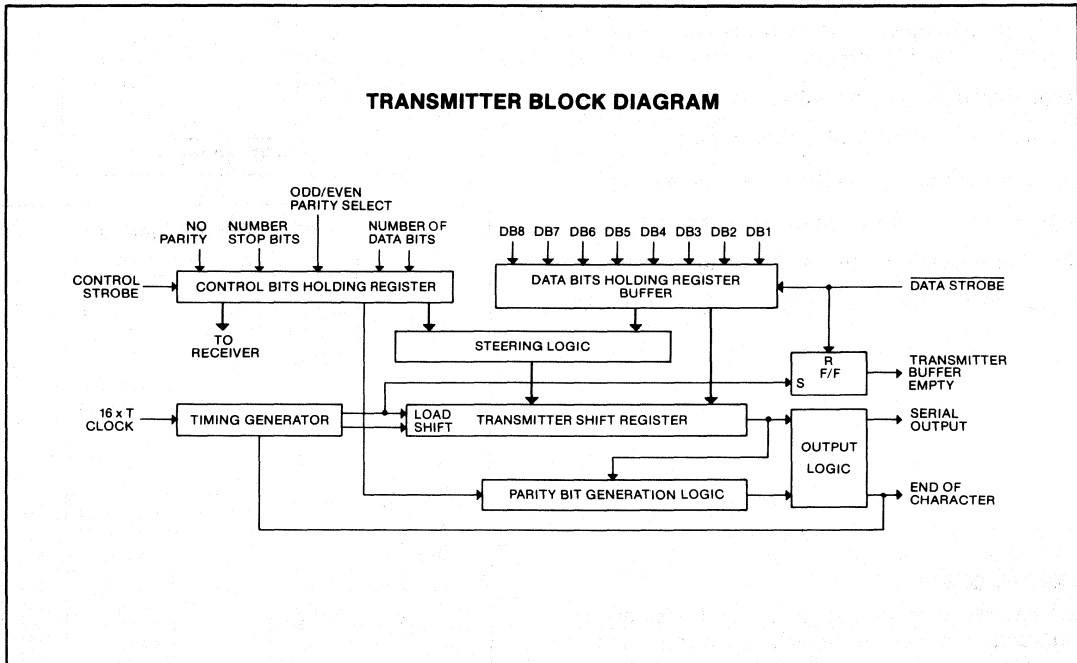 TRANSMITTER BLOCK DIAGRAM
ODD/EVEN
PARITY SELECT
NO
PARITY
NUMBER
STOP BITS
NUMBER OF
DATA BITS
DB8 DB7 DB6 DB5 DB4 DB3 DB2 DB1
CONTROL
STROBE
CONTROL BITS HOLDING REGISTER
DATA BITS HOLDING REGISTER
BUFFER
DATA STROBE
TO
RECEIVER
STEERING LOGIC
R
F/F
S
TRANSMITTER
BUFFER
EMPTY
16 x T
CLOCK
TIMING GENERATOR
LOAD
SHIFT
TRANSMITTER SHIFT REGISTER
OUTPUT
LOGIC
SERIAL
OUTPUT
PARITY BIT GENERATION LOGIC
END OF
CHARACTER